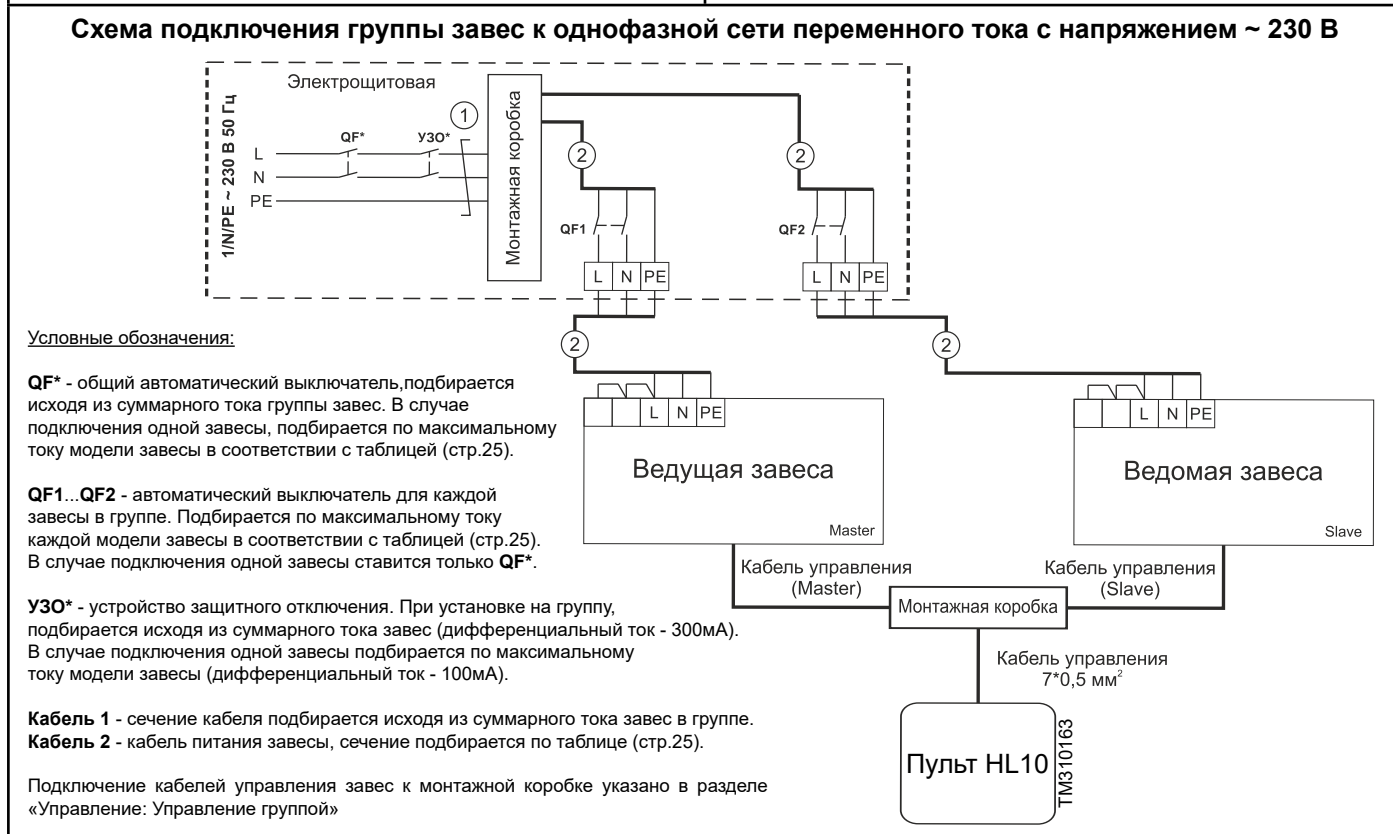 Схема подключения группы завес к однофазной сети переменного тока с напряжением ~ 230 В
Электрощитовая
1/N/PE ~ 230 В 50 Гц
L
N
PE
QF*
УЗО*
1
Монтажная коробка
2
2
QF1
QF2
L N PE
L N PE
2
2
Условные обозначения:
QF* - общий автоматический выключатель,подбирается
исходя из суммарного тока группы завес. В случае
подключения одной завесы, подбирается по максимальному
току модели завесы в соответствии с таблицей (стр.25).
QF1...QF2 - автоматический выключатель для каждой
завесы в группе. Подбирается по максимальному току
каждой модели завесы в соответствии с таблицей (стр.25).
В случае подключения одной завесы ставится только QF*.
УЗО* - устройство защитного отключения. При установке на группу,
подбирается исходя из суммарного тока завес (дифференциальный ток - 300мА).
В случае подключения одной завесы подбирается по максимальному
току модели завесы (дифференциальный ток - 100мА).
Кабель 1 - сечение кабеля подбирается исходя из суммарного тока завес в группе.
Кабель 2 - кабель питания завесы, сечение подбирается по таблице (стр.25).
Подключение кабелей управления завес к монтажной коробке указано в разделе
«Управление: Управление группой»
L N PE
Ведущая завеса
Master
L N PE
Ведомая завеса
Slave
Кабель управления
(Master)
Кабель управления
(Slave)
Монтажная коробка
Кабель управления
7*0,5 мм²
Пульт HL10
TM310163